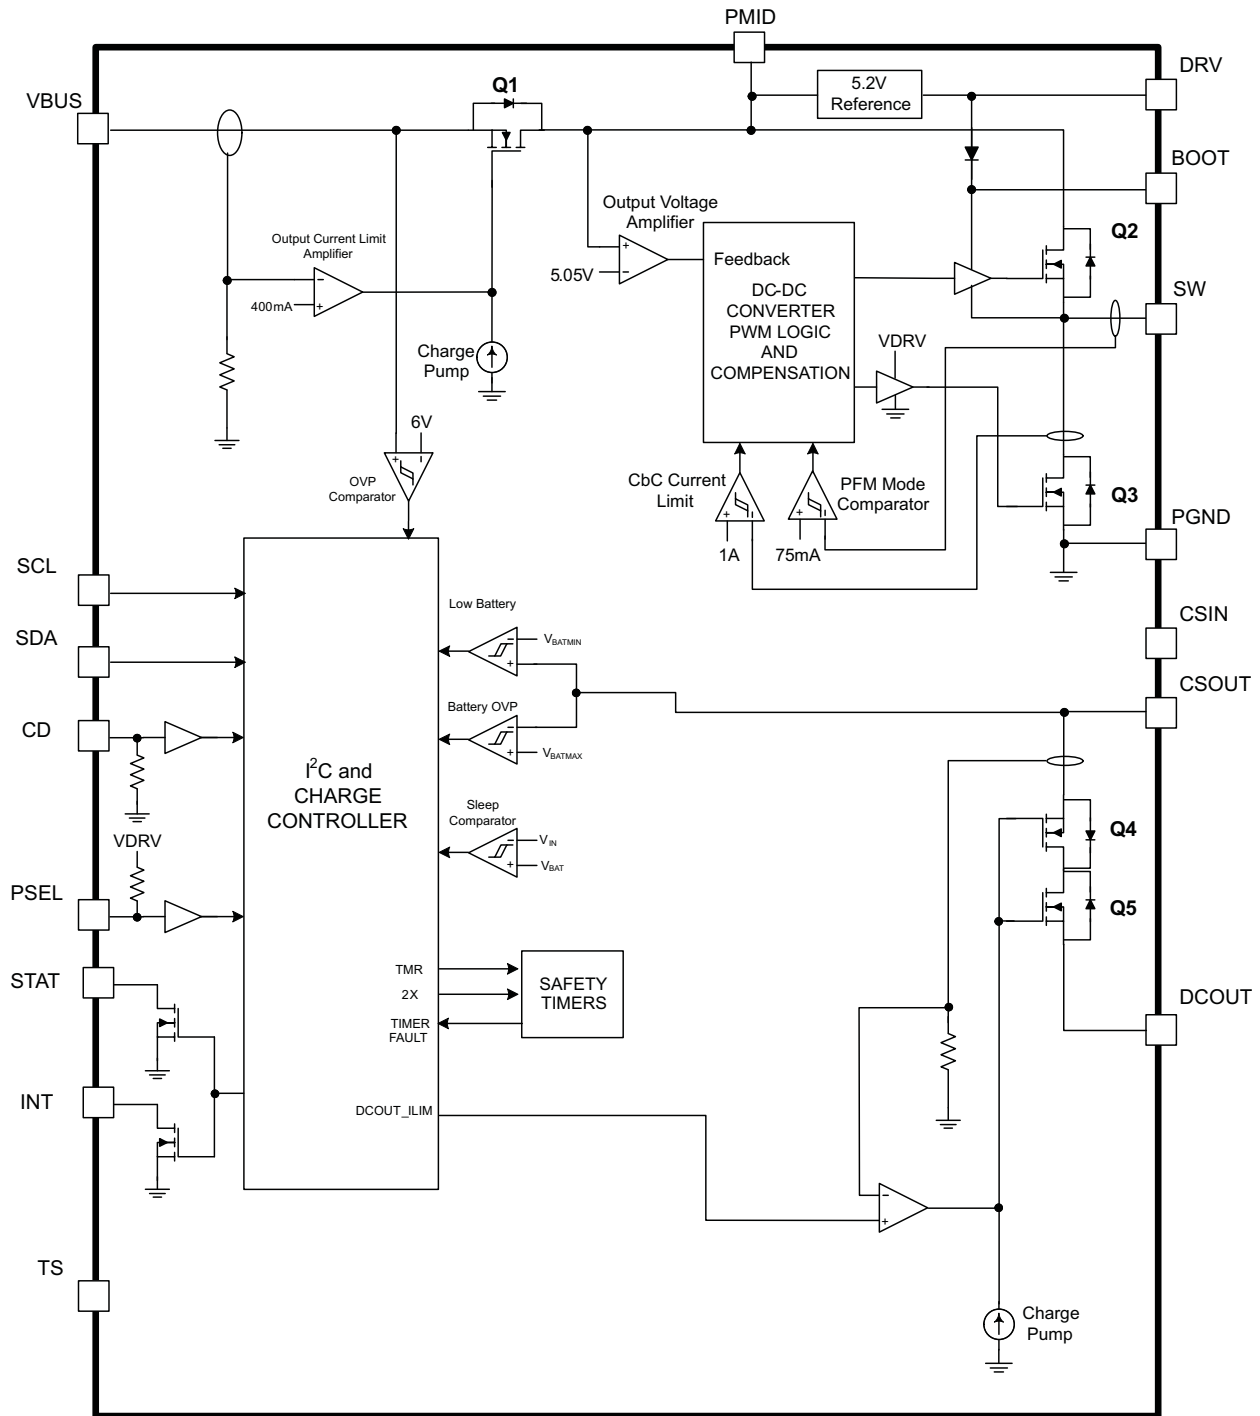 PMID
DRV
VBUS
Q1
5.2V
Reference
BOOT
Output Voltage
Amplifier
Q2
Output Current Limit
Amplifier
Feedback
5.05V
DC-DC
CONVERTER
PWM LOGIC
AND
COMPENSATION
SW
400mA
VDRV
Charge
Pump
6V
OVP
Comparator
CbC Current
Limit
PFM Mode
Comparator
Q3
PGND
1A
75mA
SCL
SDA
CD
Low Battery
VBATMIN
CSIN
CSOUT
Battery OVP
VBATMAX
I2C and
CHARGE
CONTROLLER
Sleep
Comparator
VIN
VBAT
Q4
Q5
VDRV
PSEL
STAT
TMR
2X
TIMER
FAULT
SAFETY
TIMERS
DCOUT
INT
DCOUT_ILIM
TS
Charge
Pump